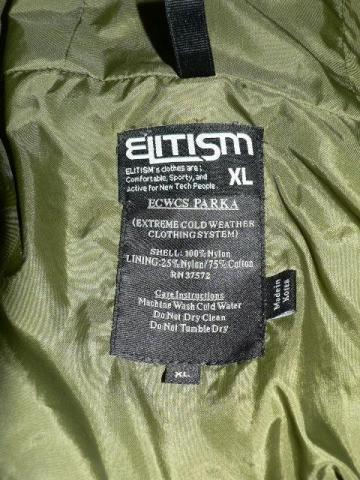 ELITISM
ELITISM's clothes are;
Comfortable, Sporty, and
Active for New Tech People
XL
ECWCS PARKA
(EXTREME COLD WEATHER
CLOTHING SYSTEM)
SHELL: 100% Nylon
LINING: 25% Nylon/75% Cotton
RN 37572
Care Instructions
Machine Wash Cold Water
Do Not Dry Clean
Do Not Tumble Dry
Made in
Korea
XL